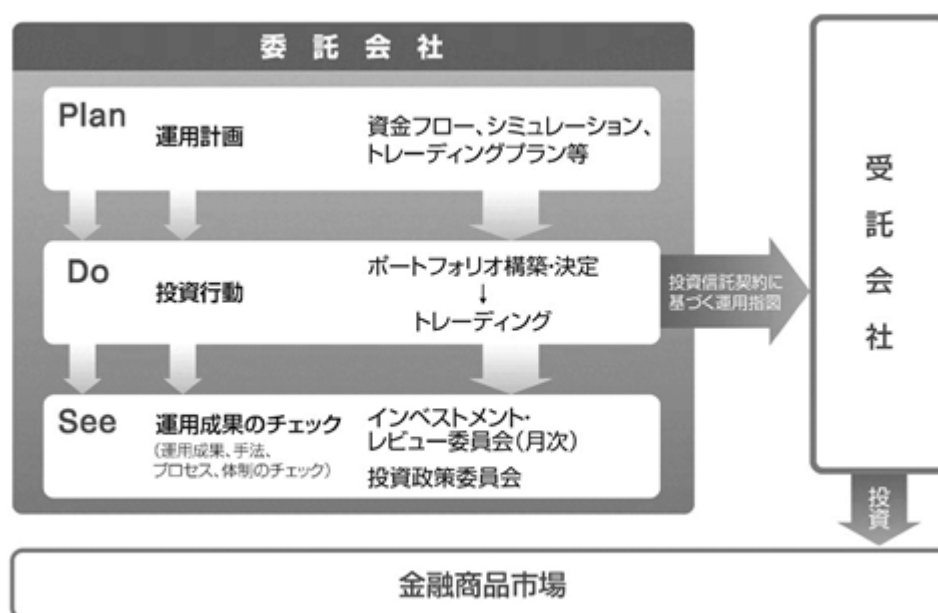 委託会社
Plan
運用計画
資金フロー、シミュレーション、
トレーディングプラン等
Do
投資行動
ポートフォリオ構築・決定
↓
トレーディング
投資信託契約に
基づく運用指図
See
運用成果のチェック
(運用成果、手法、
プロセス、体制のチェック)
インベストメント・
レビュー委員会(月次)
投資政策委員会
受託会社
投資
金融商品市場